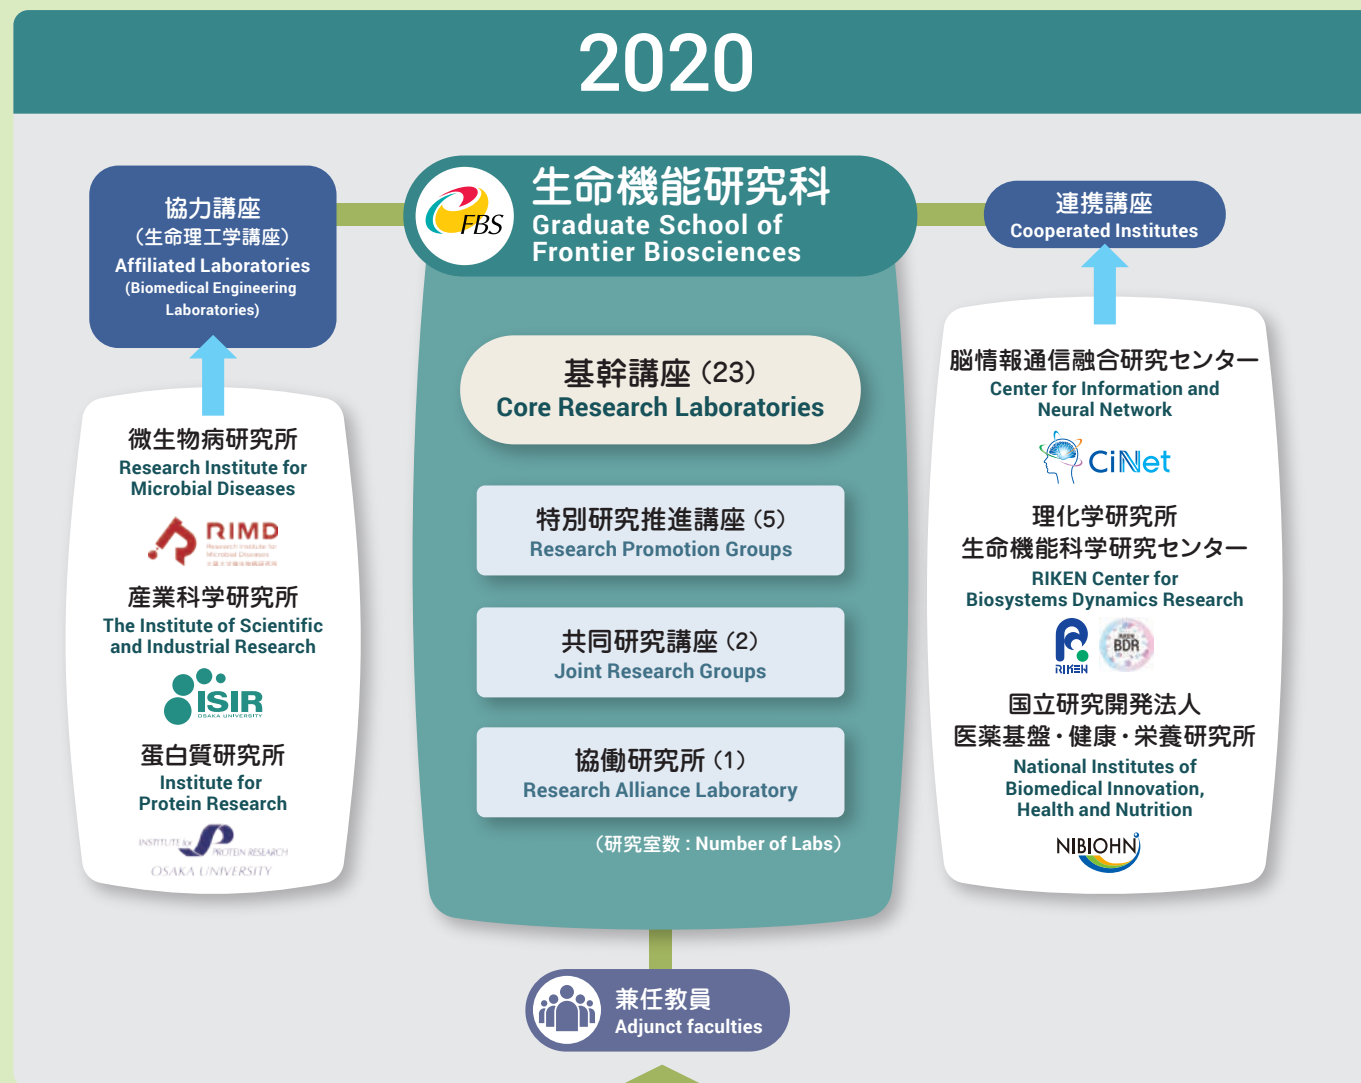 2020
協力講座
（生命理工学講座）
Affiliated Laboratories
(Biomedical Engineering
Laboratories)
FBS
生命機能研究科
Graduate School of
Frontier Biosciences
連携講座
Cooperated Institutes
微生物病研究所
Research Institute for
Microbial Diseases
RIMD
Research Institute for
Microbial Diseases
産業科学研究所
The Institute of Scientific
and Industrial Research
ISIR
OSAKA UNIVERSITY
蛋白質研究所
Institute for
Protein Research
INSTITUTE for PROTEIN RESEARCH
OSAKA UNIVERSITY
基幹講座（23）
Core Research Laboratories
特別研究推進講座（5）
Research Promotion Groups
共同研究講座（2）
Joint Research Groups
協働研究所（1）
Research Alliance Laboratory
（研究室数 : Number of Labs）
脳情報通信融合研究センター
Center for Information and
Neural Network
CiNet
理化学研究所
生命機能科学研究センター
RIKEN Center for
Biosystems Dynamics Research
RIKEN
RIKEN
BDR
国立研究開発法人
医薬基盤・健康・栄養研究所
National Institutes of
Biomedical Innovation,
Health and Nutrition
NIBIOHN
兼任教員
Adjunct faculties